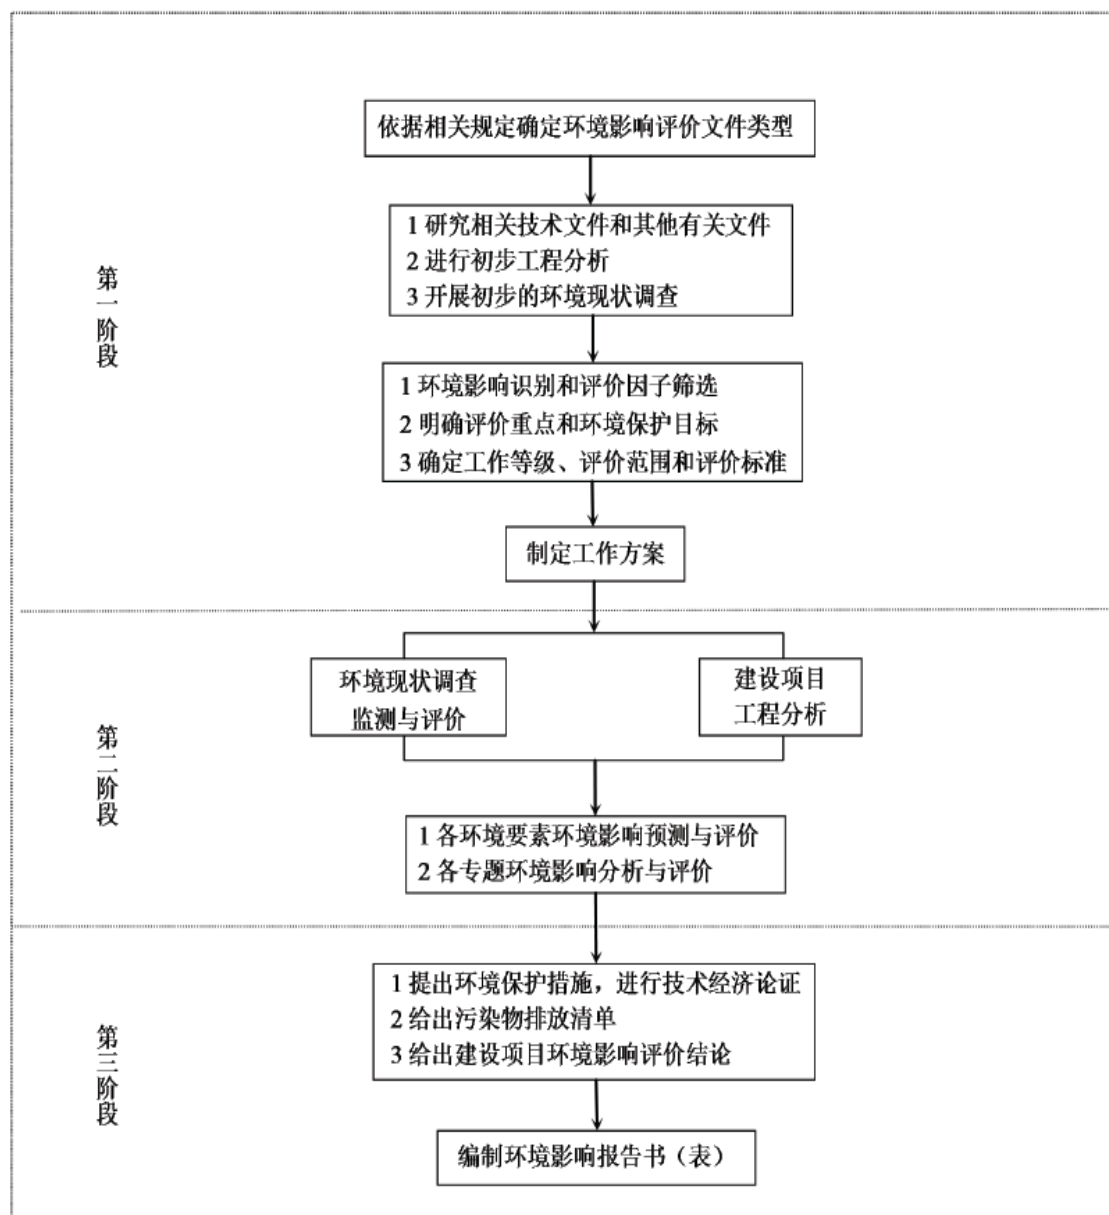 依据相关规定确定环境影响评价文件类型
第一阶段
1 研究相关技术文件和其他有关文件
2 进行初步工程分析
3 开展初步的环境现状调查
1 环境影响识别和评价因子筛选
2 明确评价重点和环境保护目标
3 确定工作等级、评价范围和评价标准
制定工作方案
第二阶段
环境现状调查
监测与评价
建设项目
工程分析
1 各环境要素环境影响预测与评价
2 各专题环境影响分析与评价
第三阶段
1 提出环境保护措施，进行技术经济论证
2 给出污染物排放清单
3 给出建设项目环境影响评价结论
编制环境影响报告书（表）